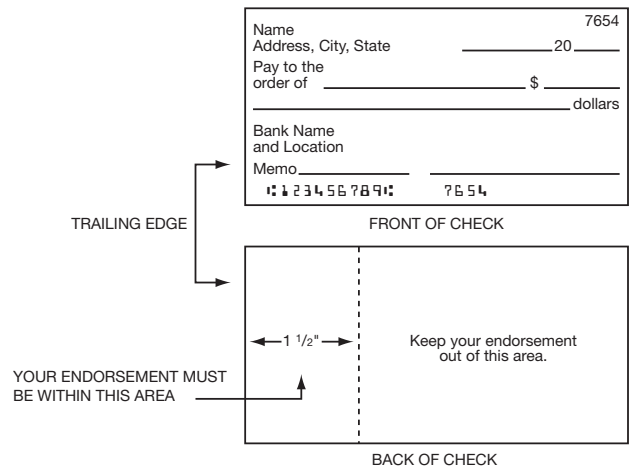 7654
Name
Address, City, State 20
Pay to the
order of $
dollars
Bank Name
and Location
Memo
⑆123456789⑆ 7654
TRAILING EDGE
FRONT OF CHECK
1 1/2"
Keep your endorsement
out of this area.
YOUR ENDORSEMENT MUST
BE WITHIN THIS AREA
BACK OF CHECK